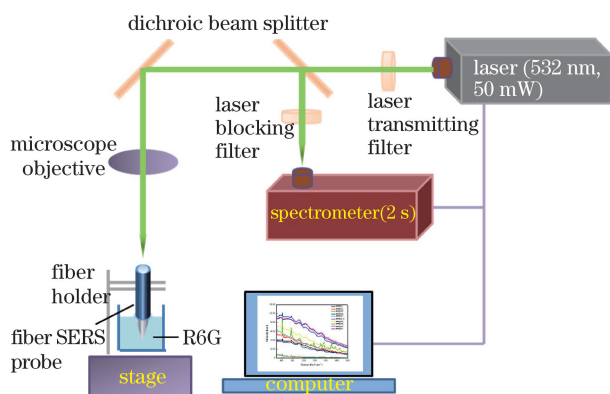 dichroic beam splitter
laser (532 nm,
50 mW)
laser
blocking
filter
laser
transmitting
filter
microscope
objective
spectrometer(2 s)
fiber
holder
fiber SERS
probe
R6G
stage
computer